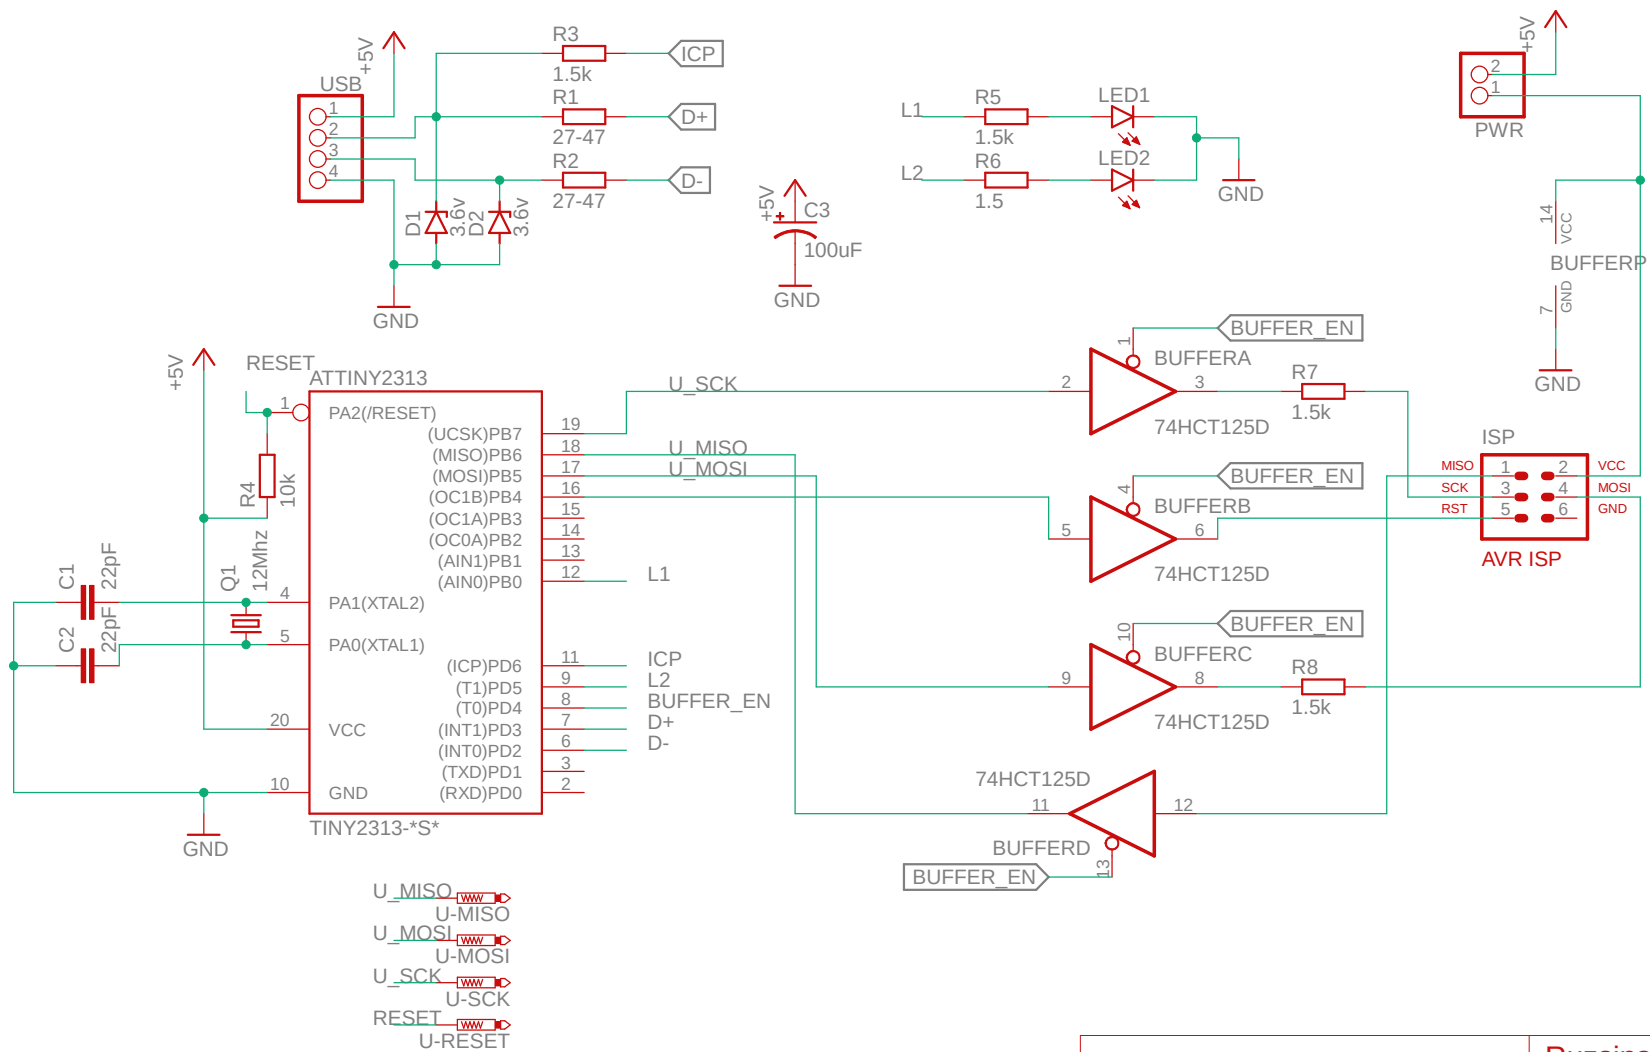 R3
ICP
1.5k
+5V
USB
1
2
3
4
R1
D+
27-47
R2
D-
27-47
D1
3.6v
D2
3.6v
GND
L1
R5
1.5k
LED1
L2
R6
1.5
LED2
GND
+5V
C3
100uF
GND
+5V
2
1
PWR
14
VCC
BUFFERP
7
GND
GND
+5V
RESET
ATTINY2313
1
PA2(/RESET)
R4
10k
C1
22pF
C2
22pF
Q1
12Mhz
4
PA1(XTAL2)
5
PA0(XTAL1)
20
VCC
10
GND
GND
TINY2313-*S*
(UCSK)PB7
19
(MISO)PB6
18
(MOSI)PB5
17
(OC1B)PB4
16
(OC1A)PB3
15
(OC0A)PB2
14
(AIN1)PB1
13
(AIN0)PB0
12
L1
(ICP)PD6
11
ICP
(T1)PD5
9
L2
(T0)PD4
8
BUFFER_EN
(INT1)PD3
7
D+
(INT0)PD2
6
D-
(TXD)PD1
3
(RXD)PD0
2
U_SCK
U_MISO
U_MOSI
BUFFER_EN
1
BUFFERA
2
3
74HCT125D
R7
1.5k
BUFFER_EN
4
BUFFERB
5
6
74HCT125D
BUFFER_EN
10
BUFFERC
9
8
74HCT125D
R8
1.5k
74HCT125D
11
12
BUFFERD
13
BUFFER_EN
ISP
MISO
1
2
VCC
SCK
3
4
MOSI
RST
5
6
GND
AVR ISP
U_MISO
U-MISO
U_MOSI
U-MOSI
U_SCK
U-SCK
RESET
U-RESET